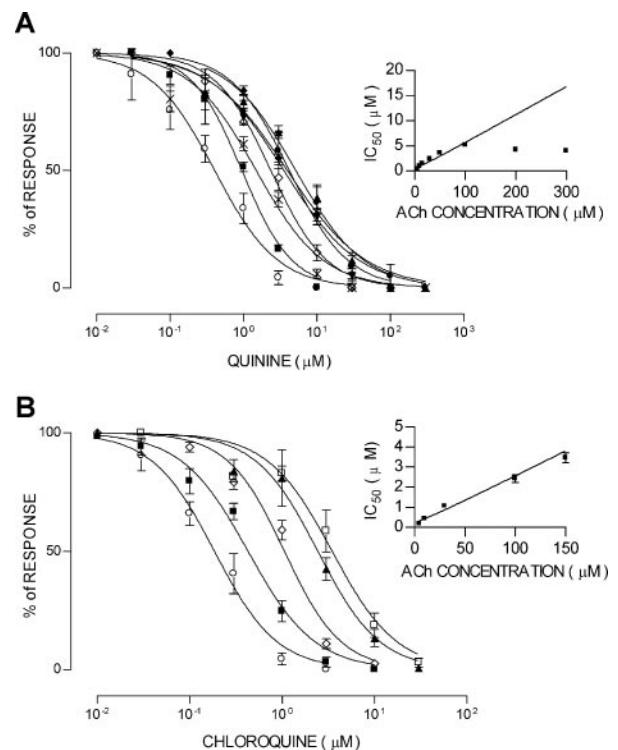 A
100
50
0
% of RESPONSE
10⁻² 10⁻¹ 10⁰ 10¹ 10² 10³
QUININE (μM)
20
15
10
5
0
IC₅₀ (μM)
0 100 200 300
ACh CONCENTRATION (μM)
B
100
50
0
% of RESPONSE
10⁻² 10⁻¹ 10⁰ 10¹ 10²
CHLOROQUINE (μM)
5
4
3
2
1
0
IC₅₀ (μM)
0 50 100 150
ACh CONCENTRATION (μM)